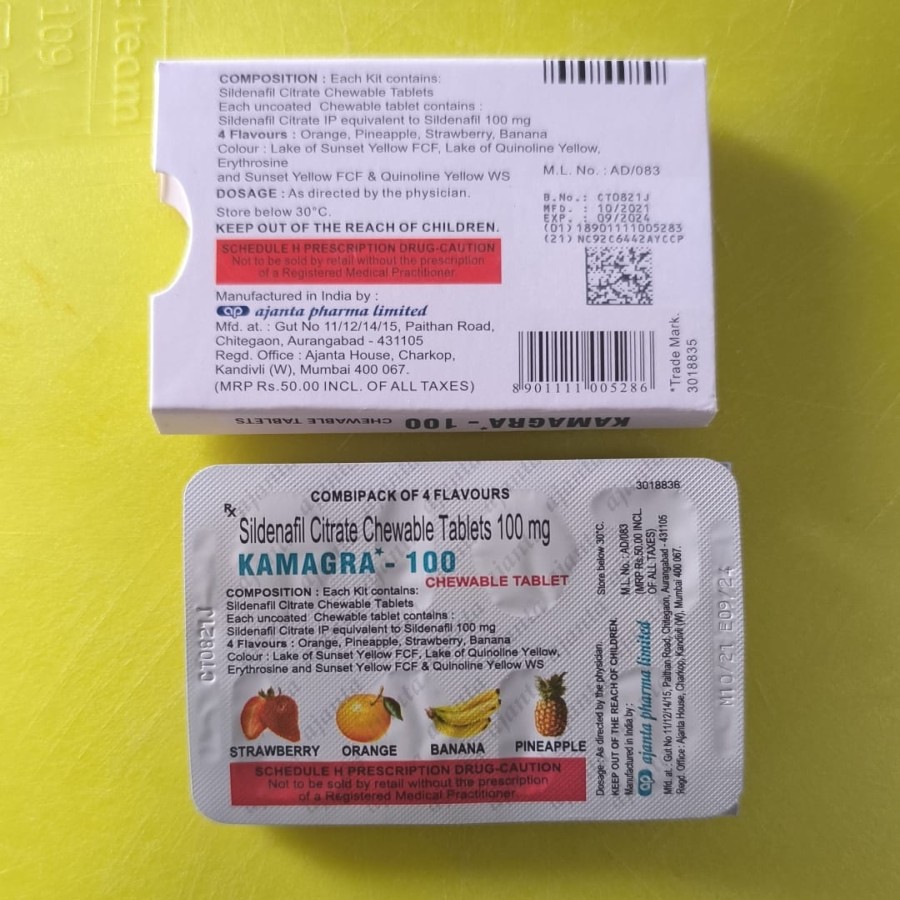 COMPOSITION : Each Kit contains:
Sildenafil Citrate Chewable Tablets
Each uncoated Chewable tablet contains :
Sildenafil Citrate IP equivalent to Sildenafil 100 mg
4 Flavours : Orange, Pineapple, Strawberry, Banana
Colour : Lake of Sunset Yellow FCF, Lake of Quinoline Yellow,
Erythrosine
and Sunset Yellow FCF & Quinoline Yellow WS
DOSAGE : As directed by the physician.
Store below 30°C.
KEEP OUT OF THE REACH OF CHILDREN.
SCHEDULE H PRESCRIPTION DRUG-CAUTION
Not to be sold by retail without the prescription
of a Registered Medical Practitioner.
Manufactured in India by :
ap ajanta pharma limited
Mfd. at. : Gut No 11/12/14/15, Paithan Road,
Chitegaon, Aurangabad - 431105
Regd. Office : Ajanta House, Charkop,
Kandivli (W), Mumbai 400 067.
(MRP Rs.50.00 INCL. OF ALL TAXES)
M.L. No. : AD/083
B.No.: CT0821J
MFD. : 10/2021
EXP. : 09/2024
(01) 18901111005283
(21) NC92C6442AYCCP
8 901111 005286
*Trade Mark.
3018835
KAMAGRA* - 100 CHEWABLE TABLETS
COMBIPACK OF 4 FLAVOURS
Rx
Sildenafil Citrate Chewable Tablets 100 mg
KAMAGRA* - 100
CHEWABLE TABLET
COMPOSITION : Each Kit contains:
Sildenafil Citrate Chewable Tablets
Each uncoated Chewable tablet contains :
Sildenafil Citrate IP equivalent to Sildenafil 100 mg
4 Flavours : Orange, Pineapple, Strawberry, Banana
Colour : Lake of Sunset Yellow FCF, Lake of Quinoline Yellow,
Erythrosine and Sunset Yellow FCF & Quinoline Yellow WS
STRAWBERRY ORANGE BANANA PINEAPPLE
SCHEDULE H PRESCRIPTION DRUG-CAUTION
Not to be sold by retail without the prescription
of a Registered Medical Practitioner.
3018836
Store below 30°C.
M.L. No. : AD/083
(MRP Rs.50.00 INCL.
OF ALL TAXES)
Dosage : As directed by the physician.
KEEP OUT OF THE REACH OF CHILDREN.
Manufactured in India by :
ap ajanta pharma limited
Mfd. at. : Gut No 11/12/14/15, Paithan Road, Chitegaon, Aurangabad - 431105
Regd. Office : Ajanta House, Charkop, Kandivli (W), Mumbai 400 067.
CT0821J
M10/21 E09/24
team
109